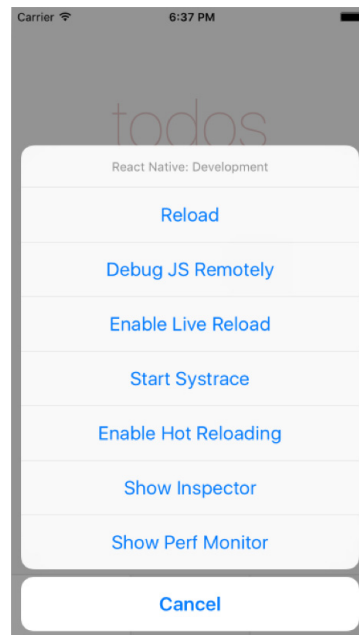 Carrier 6:37 PM
todos
React Native: Development
Reload
Debug JS Remotely
Enable Live Reload
Start Systrace
Enable Hot Reloading
Show Inspector
Show Perf Monitor
Cancel